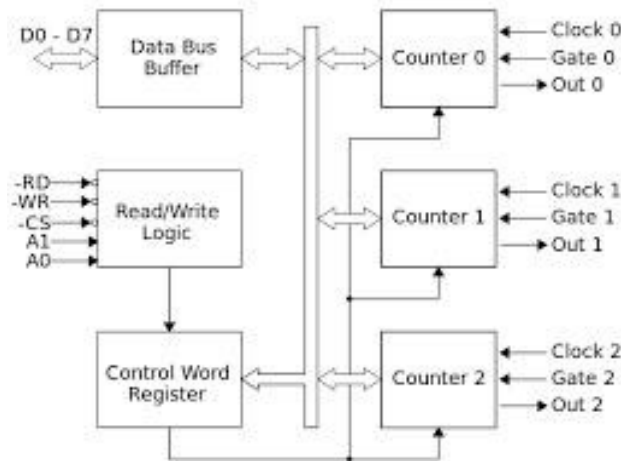 D0 - D7
Data Bus
Buffer
Counter 0
Clock 0
Gate 0
Out 0
-RD
-WR
-CS
A1
A0
Read/Write
Logic
Counter 1
Clock 1
Gate 1
Out 1
Control Word
Register
Counter 2
Clock 2
Gate 2
Out 2